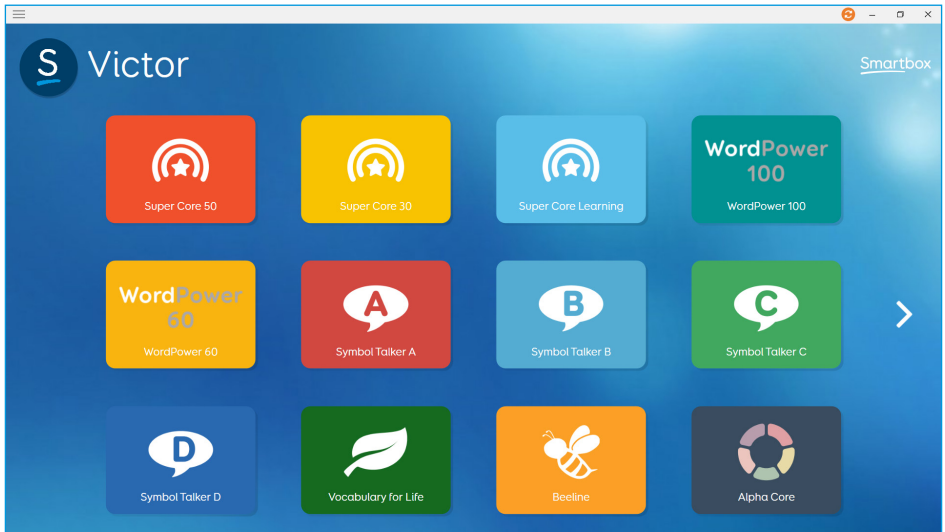 S Victor
Smartbox
Super Core 50
Super Core 30
Super Core Learning
WordPower
100
WordPower 100
WordPower
60
WordPower 60
A
Symbol Talker A
B
Symbol Talker B
C
Symbol Talker C
D
Symbol Talker D
Vocabulary for Life
Beeline
Alpha Core